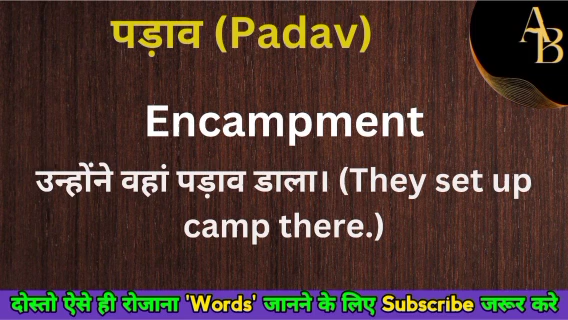 पड़ाव (Padav)
AB
Encampment
उन्होंने वहां पड़ाव डाला। (They set up
camp there.)
दोस्तो ऐसे ही रोजाना 'Words' जानने के लिए Subscribe जरूर करे